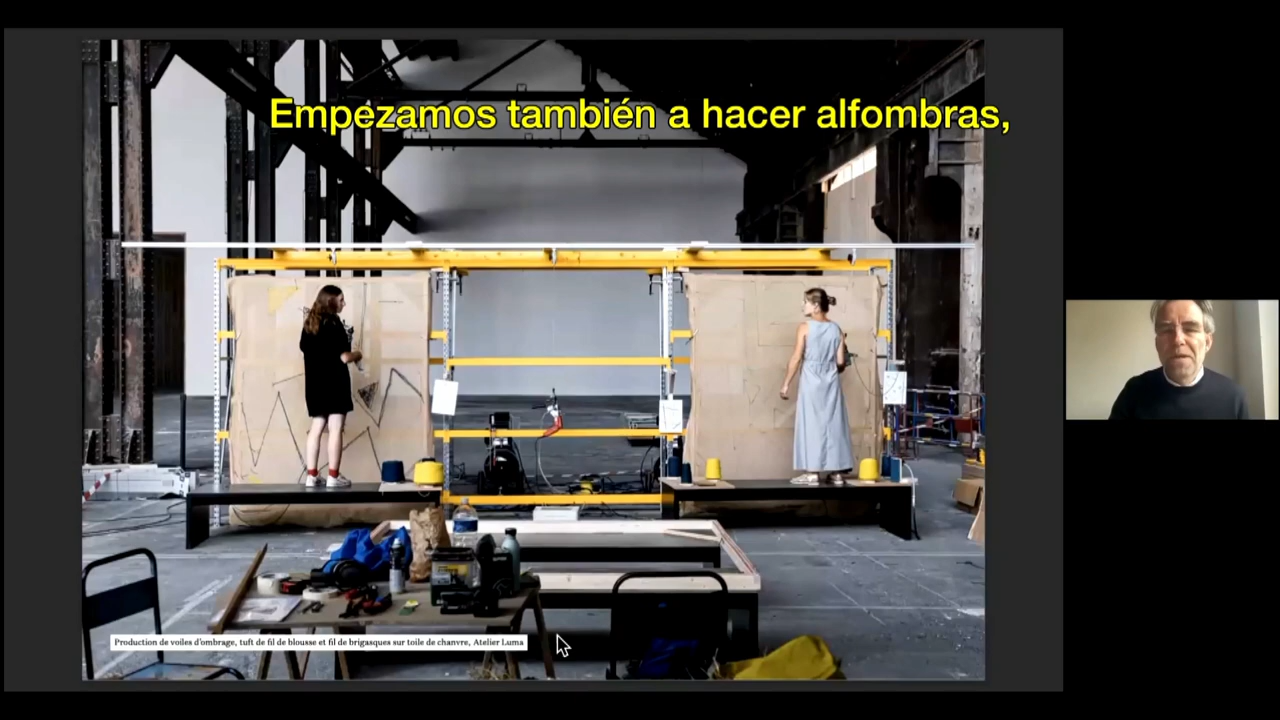 Empezamos también a hacer alfombras,
Production de voiles d'ombrage, tuft de fil de blousse et fil de brigasques sur toile de chanvre, Atelier Luma